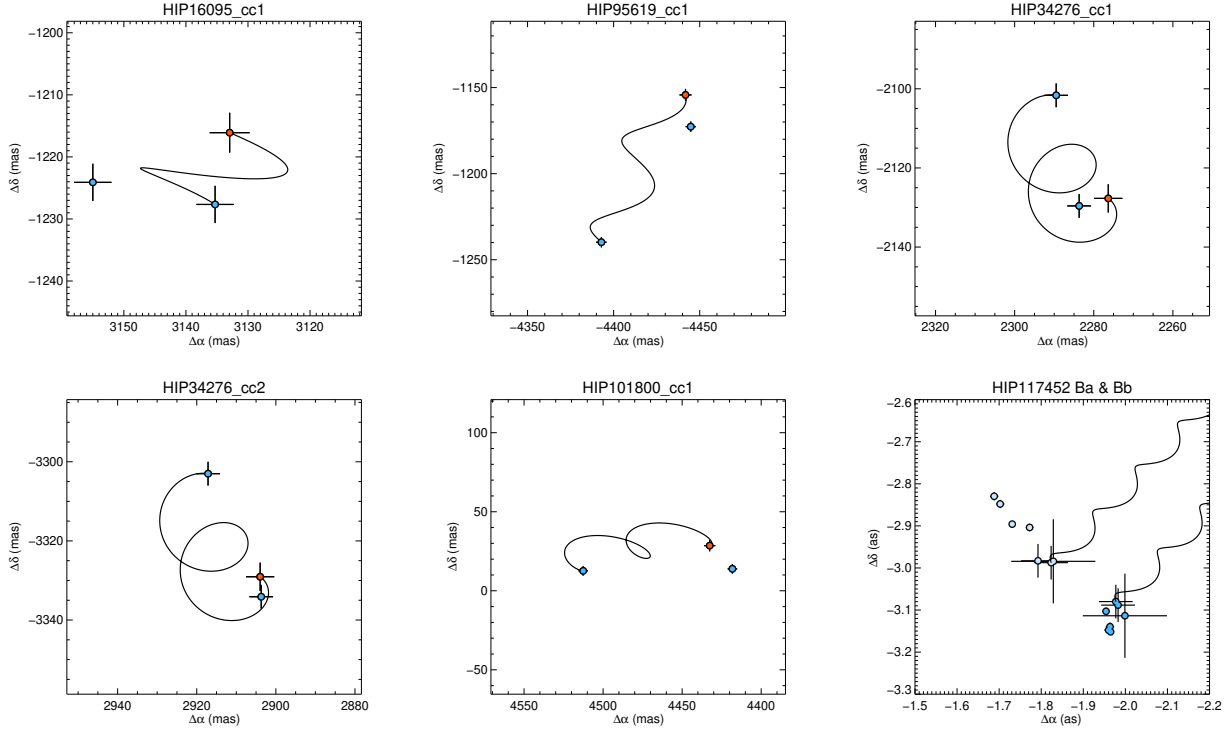 HIP16095_cc1
−1200
−1210
−1220
−1230
−1240
Δδ (mas)
3150 3140 3130 3120
Δα (mas)
HIP95619_cc1
−1150
−1200
−1250
Δδ (mas)
−4350 −4400 −4450
Δα (mas)
HIP34276_cc1
−2100
−2120
−2140
Δδ (mas)
2320 2300 2280 2260
Δα (mas)
HIP34276_cc2
−3300
−3320
−3340
Δδ (mas)
2940 2920 2900 2880
Δα (mas)
HIP101800_cc1
100
50
0
−50
Δδ (mas)
4550 4500 4450 4400
Δα (mas)
HIP117452 Ba & Bb
−2.6
−2.7
−2.8
−2.9
−3.0
−3.1
−3.2
−3.3
Δδ (as)
−1.5 −1.6 −1.7 −1.8 −1.9 −2.0 −2.1 −2.2
Δα (as)